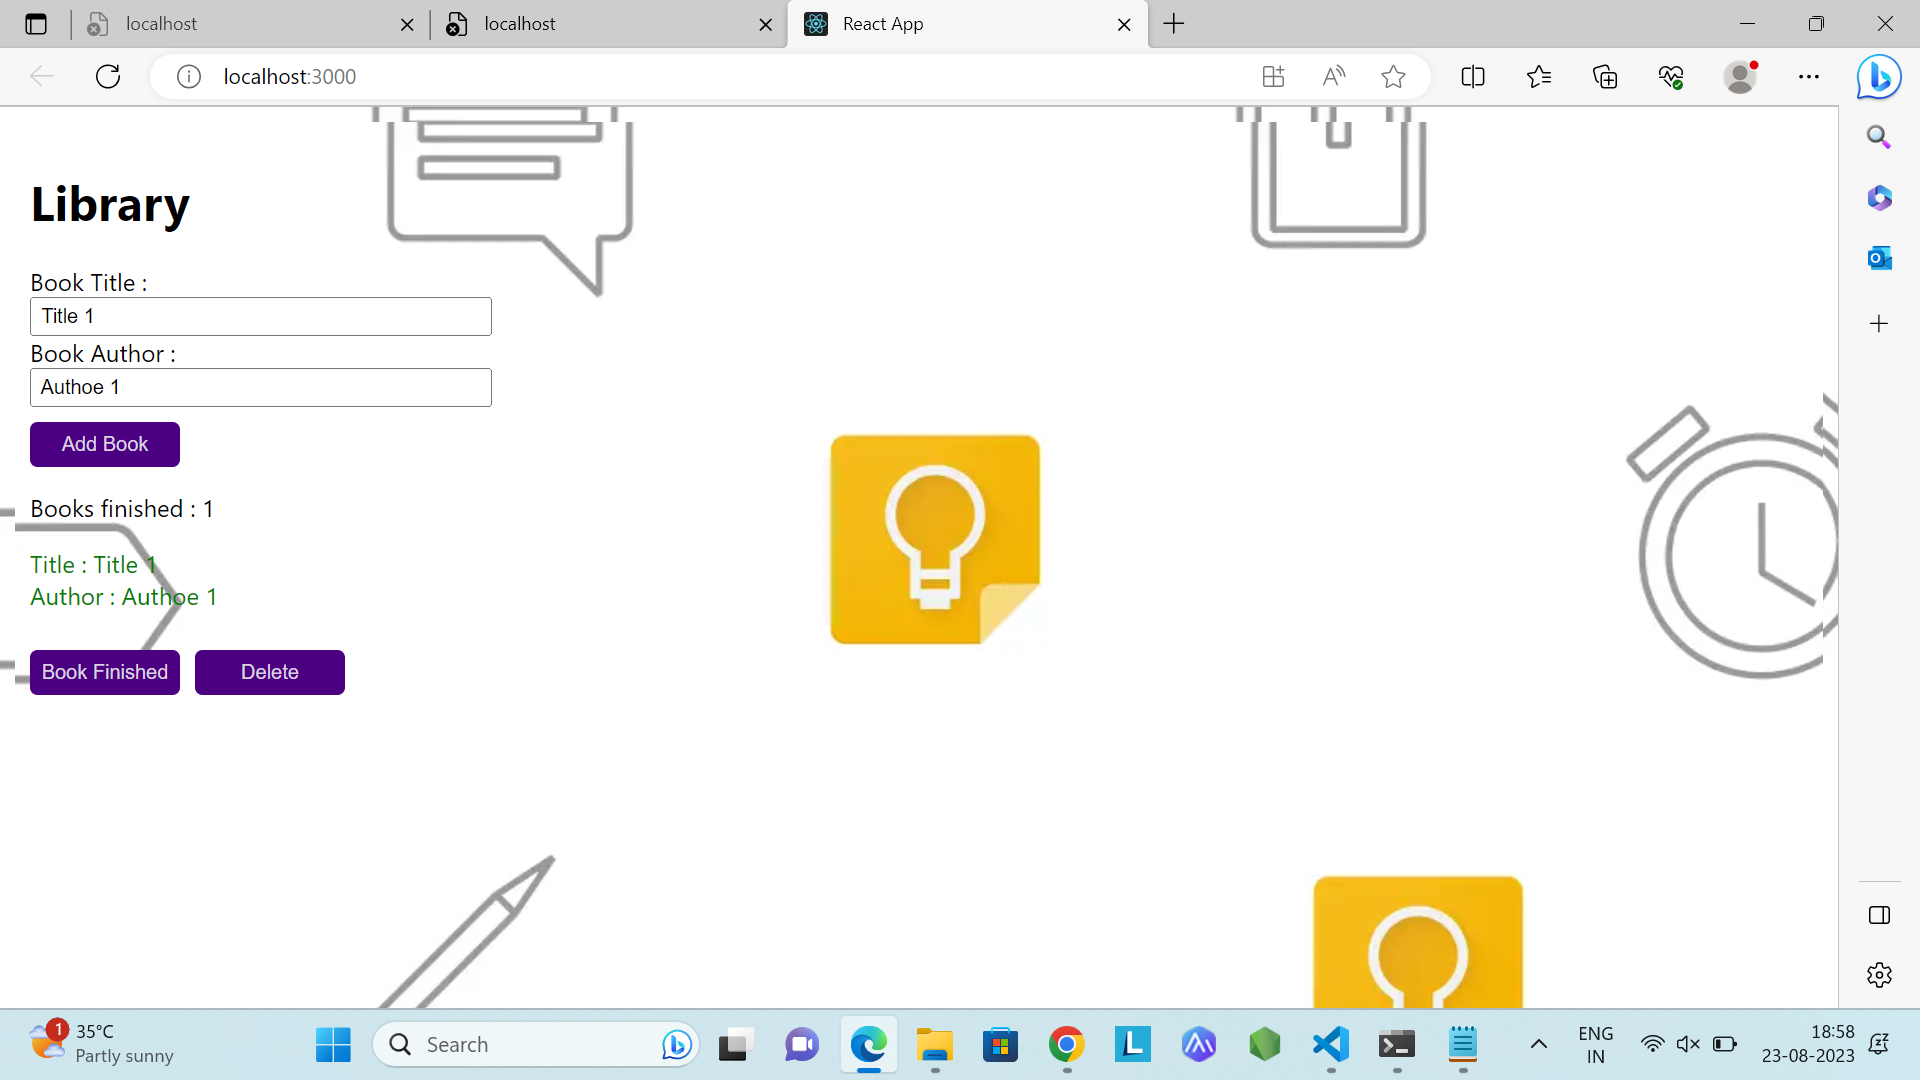 localhost
localhost
React App
localhost:3000
Library
Book Title :
Title 1
Book Author :
Authoe 1
Add Book
Books finished : 1
Title : Title 1
Author : Authoe 1
Book Finished
Delete
1
35°C
Partly sunny
Search
ENG
IN
18:58
23-08-2023